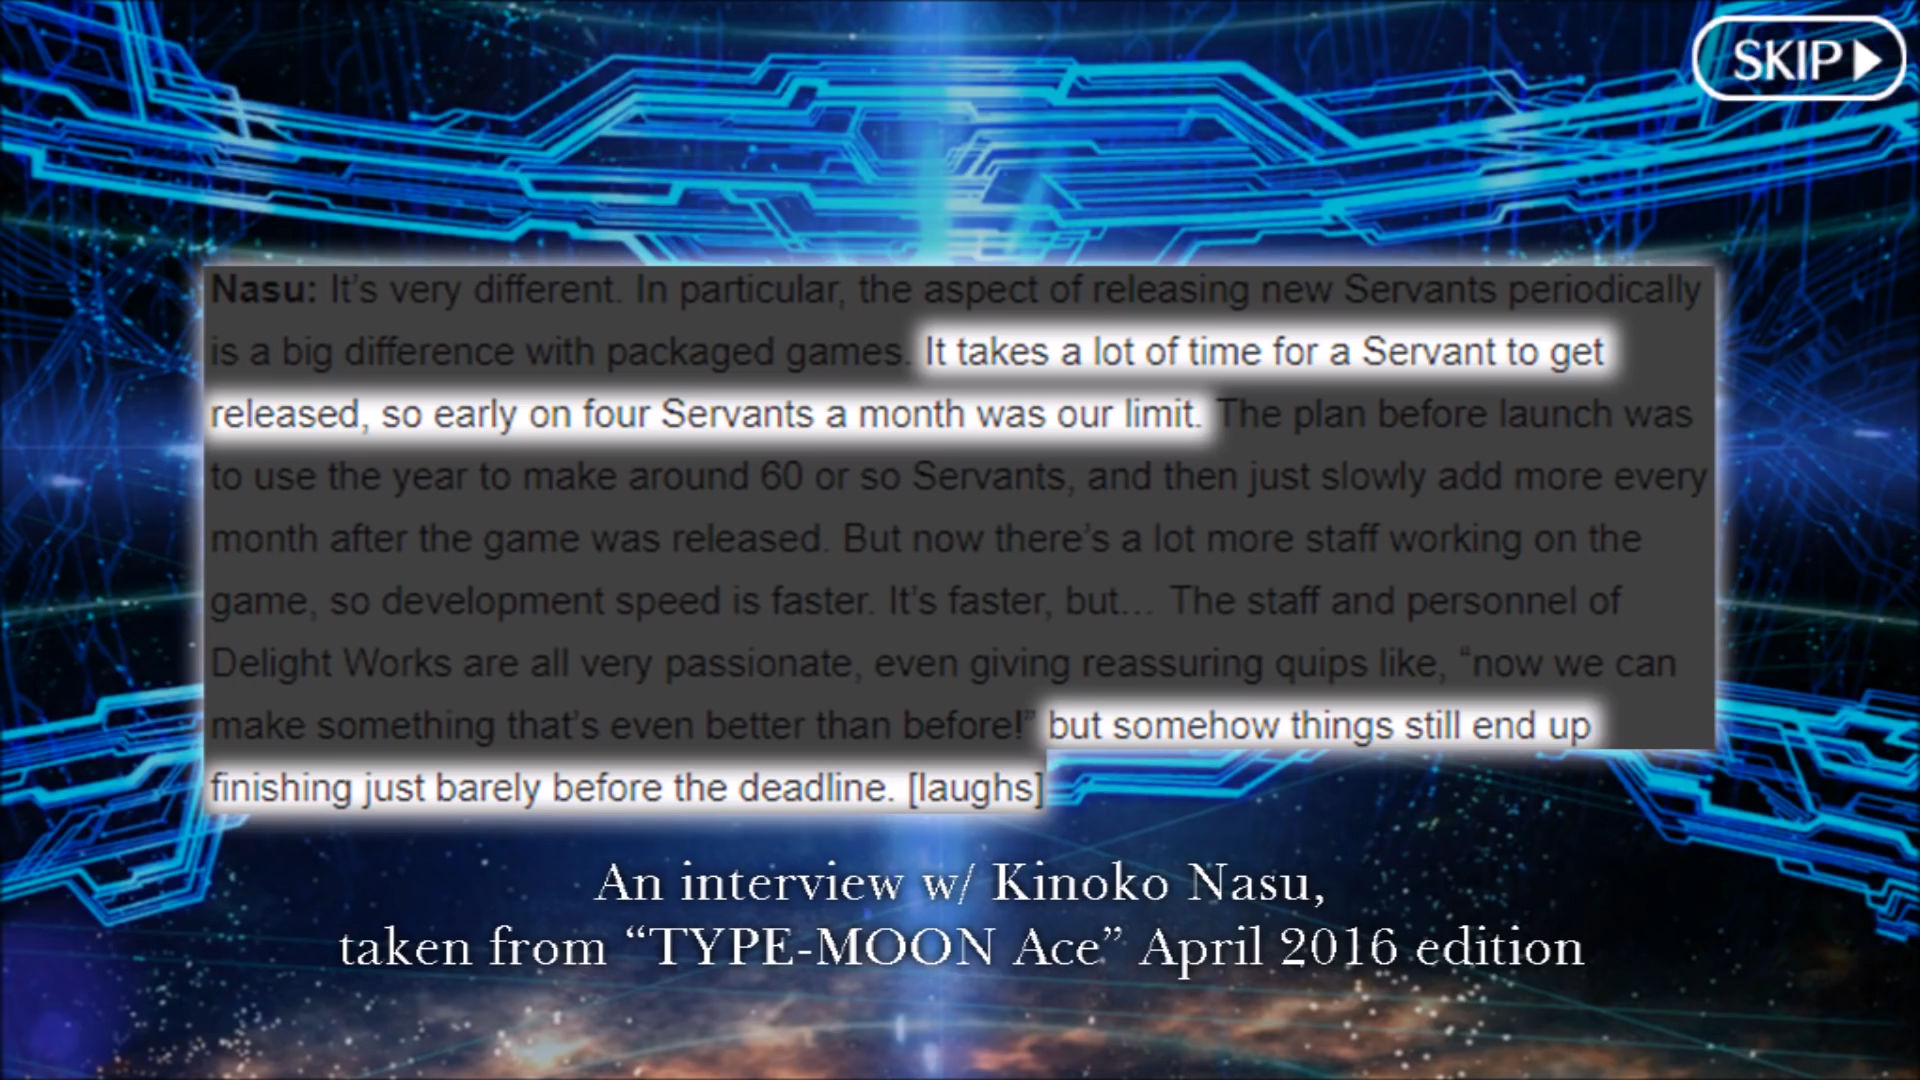 SKIP
Nasu: It's very different. In particular, the aspect of releasing new Servants periodically
is a big difference with packaged games. It takes a lot of time for a Servant to get
released, so early on four Servants a month was our limit. The plan before launch was
to use the year to make around 60 or so Servants, and then just slowly add more every
month after the game was released. But now there's a lot more staff working on the
game, so development speed is faster. It's faster, but... The staff and personnel of
Delight Works are all very passionate, even giving reassuring quips like, “now we can
make something that's even better than before!” but somehow things still end up
finishing just barely before the deadline. [laughs]
An interview w/ Kinoko Nasu,
taken from “TYPE-MOON Ace” April 2016 edition